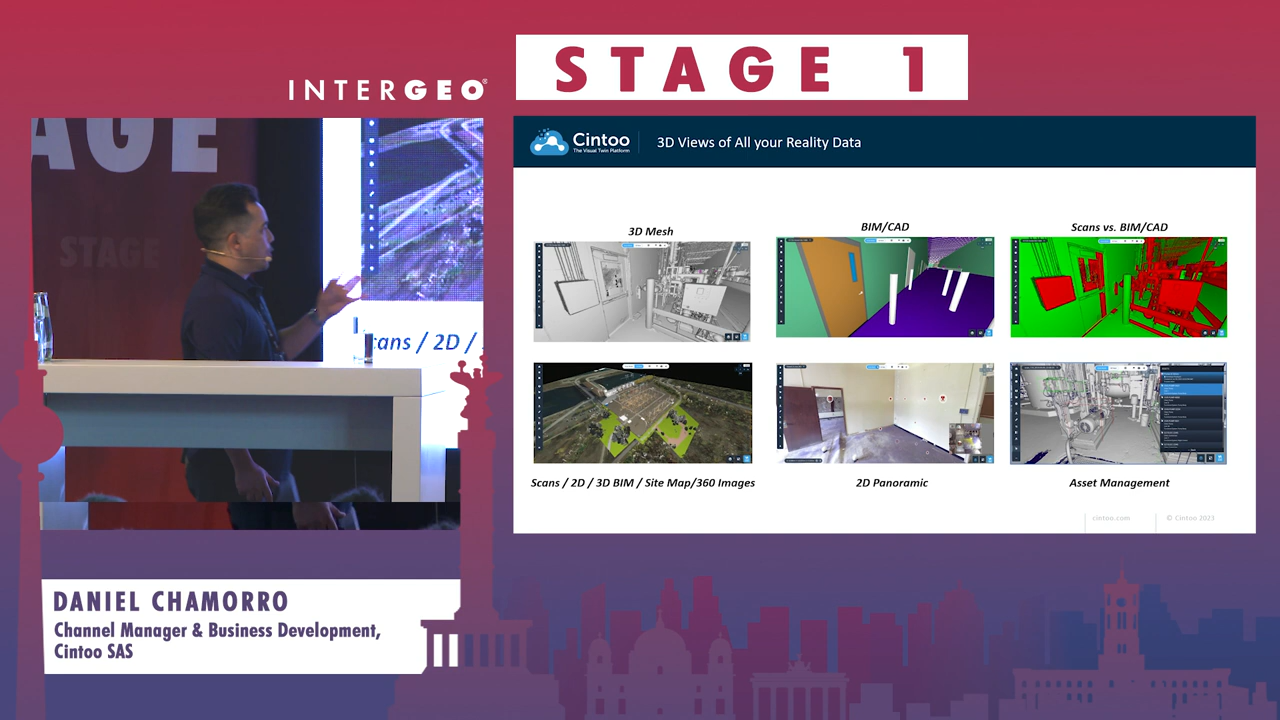 INTERGEO®
STAGE 1
AGE
STAGE
cans / 2D /
Cintoo
The Visual Twin Platform
3D Views of All your Reality Data
3D Mesh
BIM/CAD
Scans vs. BIM/CAD
Scans / 2D / 3D BIM / Site Map/360 Images
2D Panoramic
Asset Management
cintoo.com
© Cintoo 2023
DANIEL CHAMORRO
Channel Manager & Business Development,
Cintoo SAS